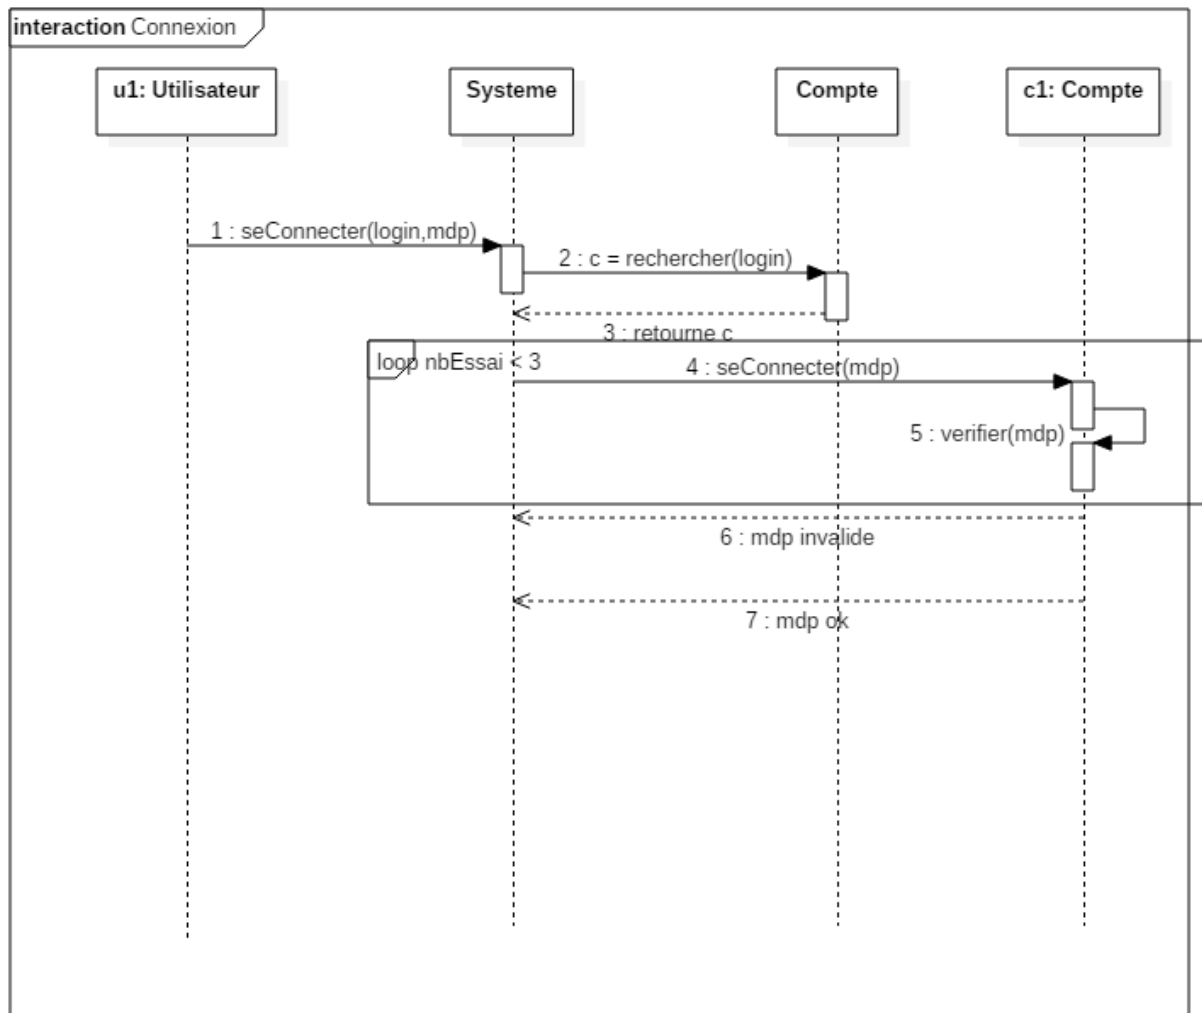 interaction Connexion
u1: Utilisateur
Systeme
Compte
c1: Compte
1 : seConnecter(login,mdp)
2 : c = rechercher(login)
3 : retourne c
loop nbEssai < 3
4 : seConnecter(mdp)
5 : verifier(mdp)
6 : mdp invalide
7 : mdp ok